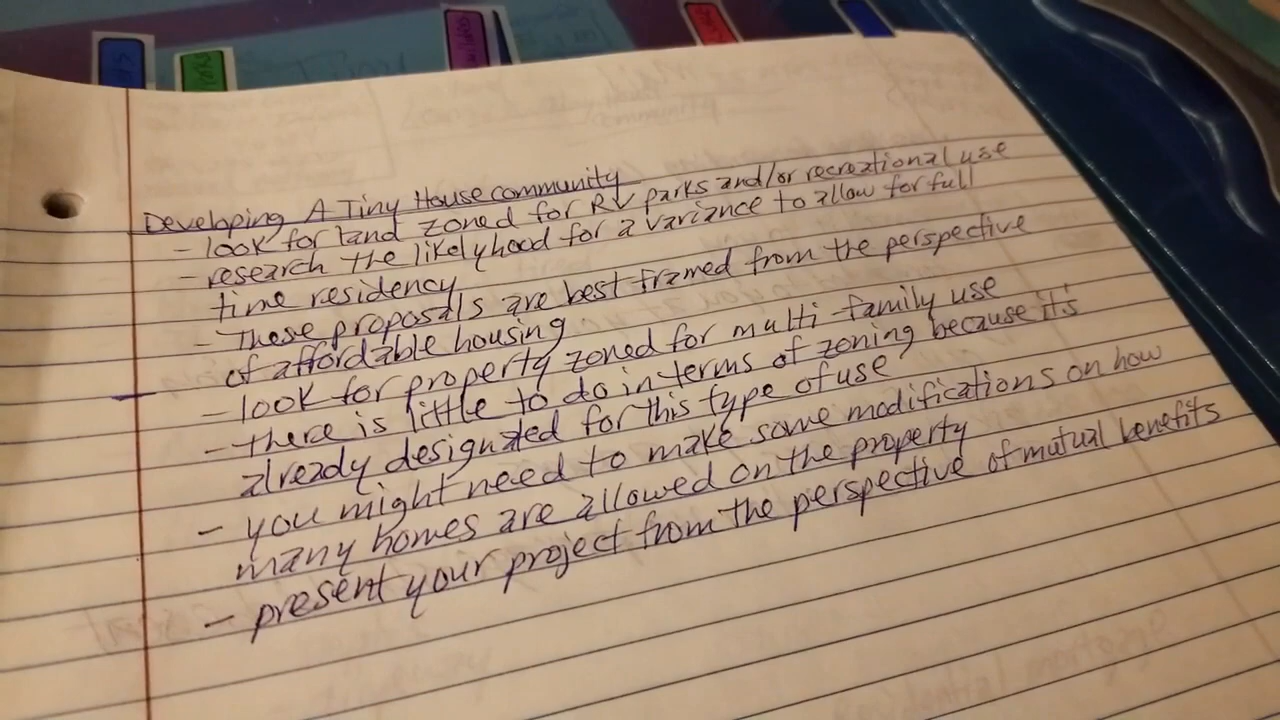 Developing A Tiny House community
- look for land zoned for RV parks and/or recreational use
- research the likelyhood for a variance to allow for full
time residency
- These proposals are best framed from the perspective
of affordable housing
- look for property zoned for multi-family use
- there is little to do in terms of zoning because it's
already designated for this type of use
- you might need to make some modifications on how
many homes are allowed on the property
- present your project from the perspective of mutual benefits